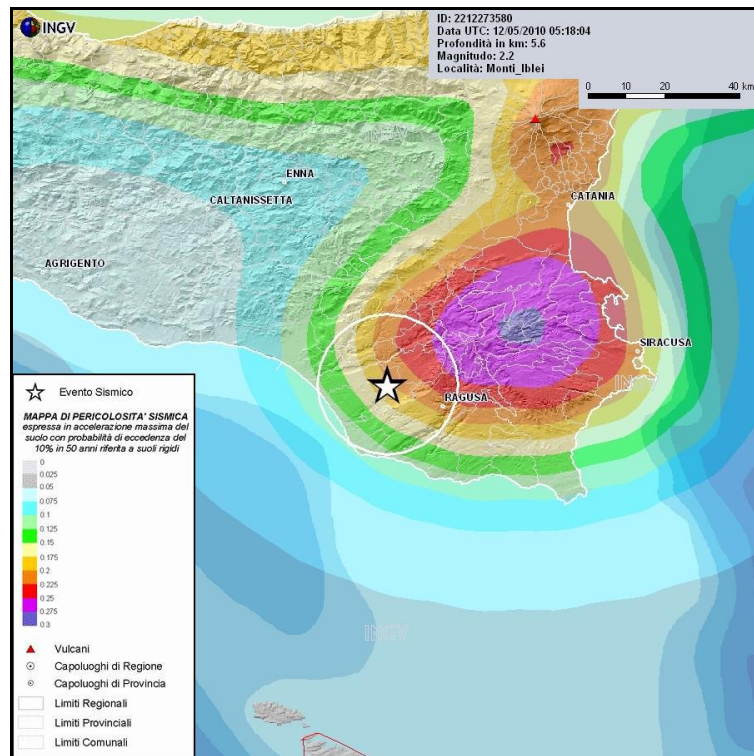 INGV
ID: 2212273580
Data UTC: 12/05/2010 05:18:04
Profondità in km: 5.6
Magnitudo: 2.2
Località: Monti_Iblei
0 10 20 40 km
INGV
ENNA
CALTANISSETTA
CATANIA
AGRIGENTO
SIRACUSA
RAGUSA
Evento Sismico
MAPPA DI PERICOLOSITA' SISMICA
espressa in accelerazione massima del
suolo con probabilità di eccedenza del
10% in 50 anni riferita a suoli rigidi
0
0.025
0.05
0.075
0.1
0.125
0.15
0.175
0.2
0.225
0.25
0.275
0.3
INGV
Vulcani
Capoluoghi di Regione
Capoluoghi di Provincia
Limiti Regionali
Limiti Provinciali
Limiti Comunali